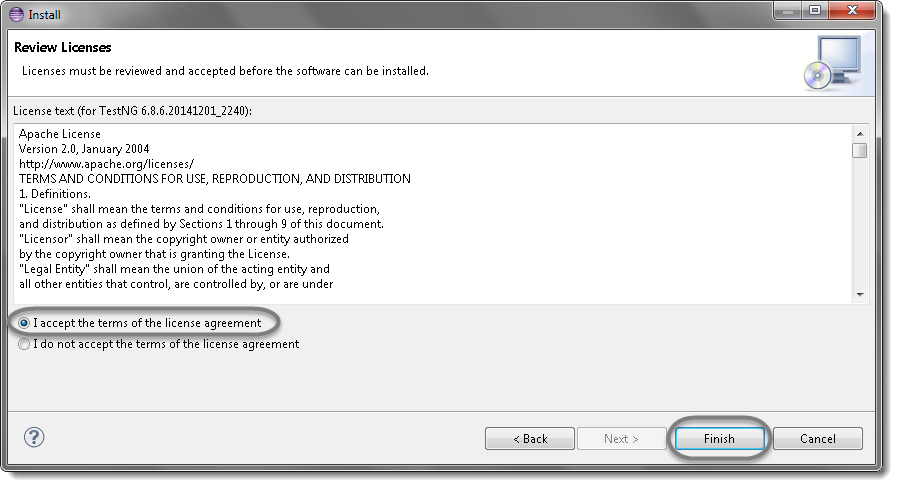 Install
Review Licenses
Licenses must be reviewed and accepted before the software can be installed.
License text (for TestNG 6.8.6.20141201_2240):
Apache License
Version 2.0, January 2004
http://www.apache.org/licenses/
TERMS AND CONDITIONS FOR USE, REPRODUCTION, AND DISTRIBUTION
1. Definitions.
"License" shall mean the terms and conditions for use, reproduction,
and distribution as defined by Sections 1 through 9 of this document.
"Licensor" shall mean the copyright owner or entity authorized
by the copyright owner that is granting the License.
"Legal Entity" shall mean the union of the acting entity and
all other entities that control, are controlled by, or are under
I accept the terms of the license agreement
I do not accept the terms of the license agreement
?
< Back
Next >
Finish
Cancel